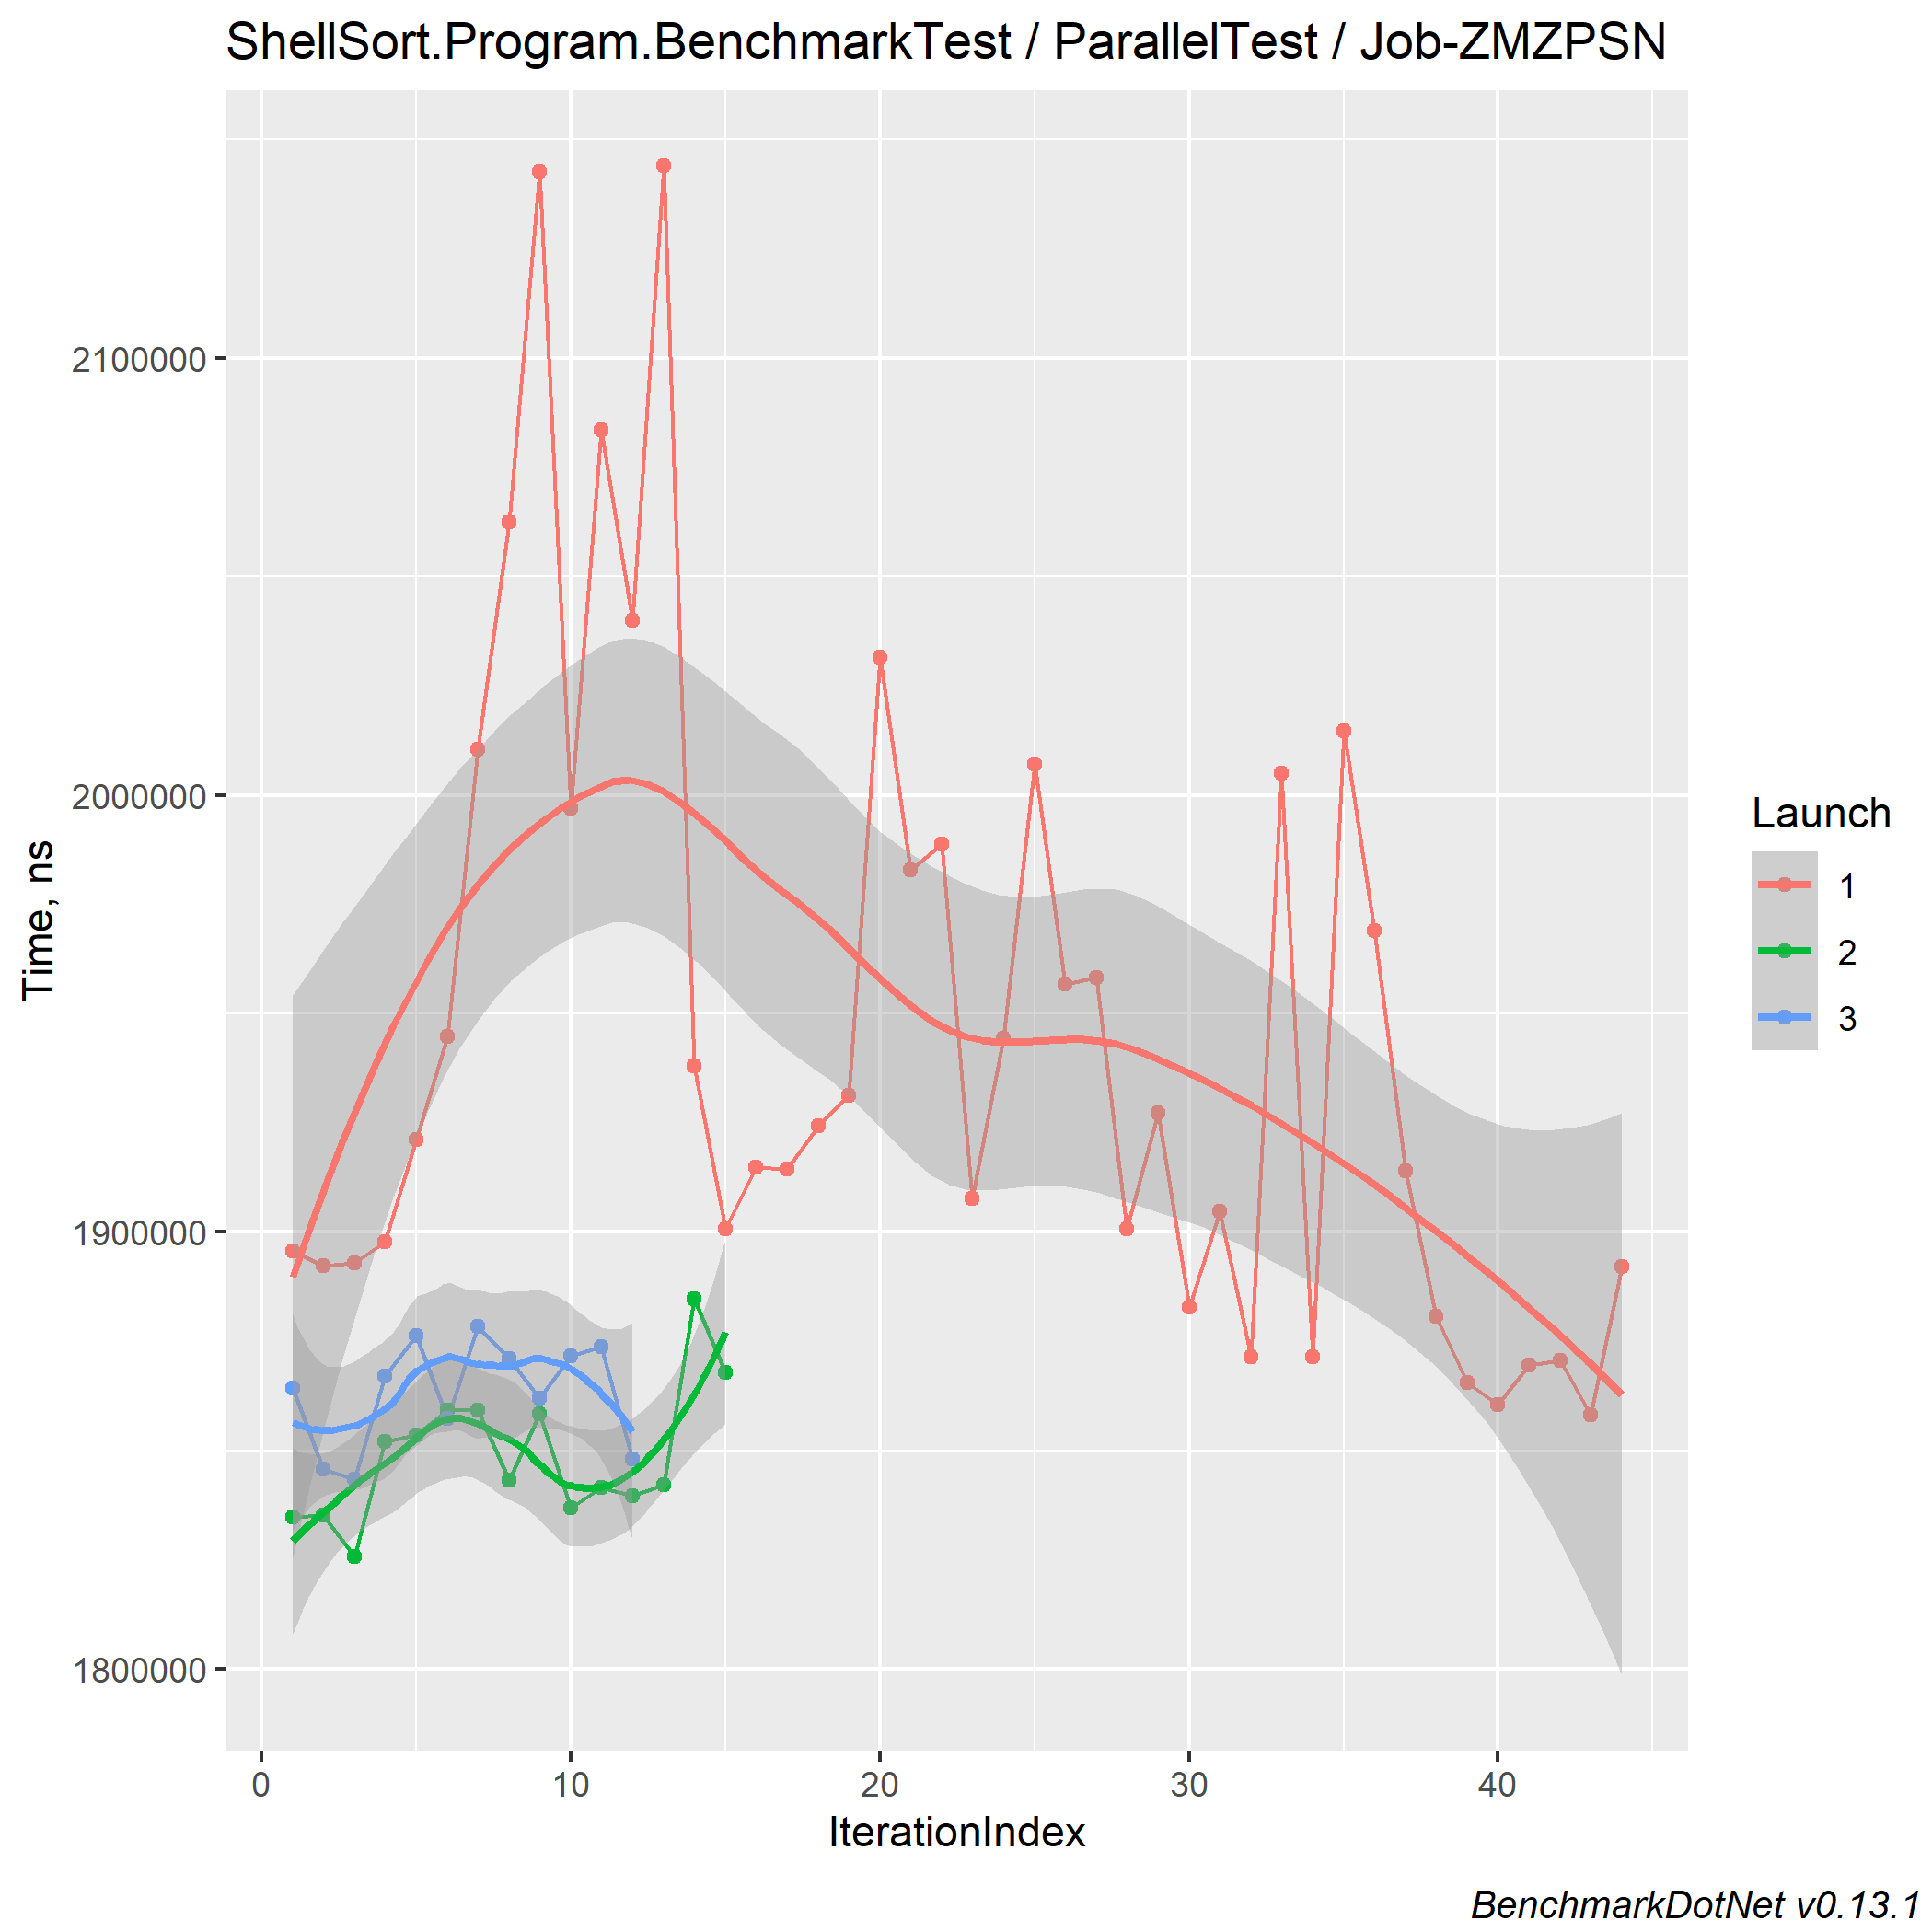 ShellSort.Program.BenchmarkTest / ParallelTest / Job-ZMZPSN
Time, ns
2100000
2000000
1900000
1800000
0 10 20 30 40
IterationIndex
Launch
1
2
3
BenchmarkDotNet v0.13.1